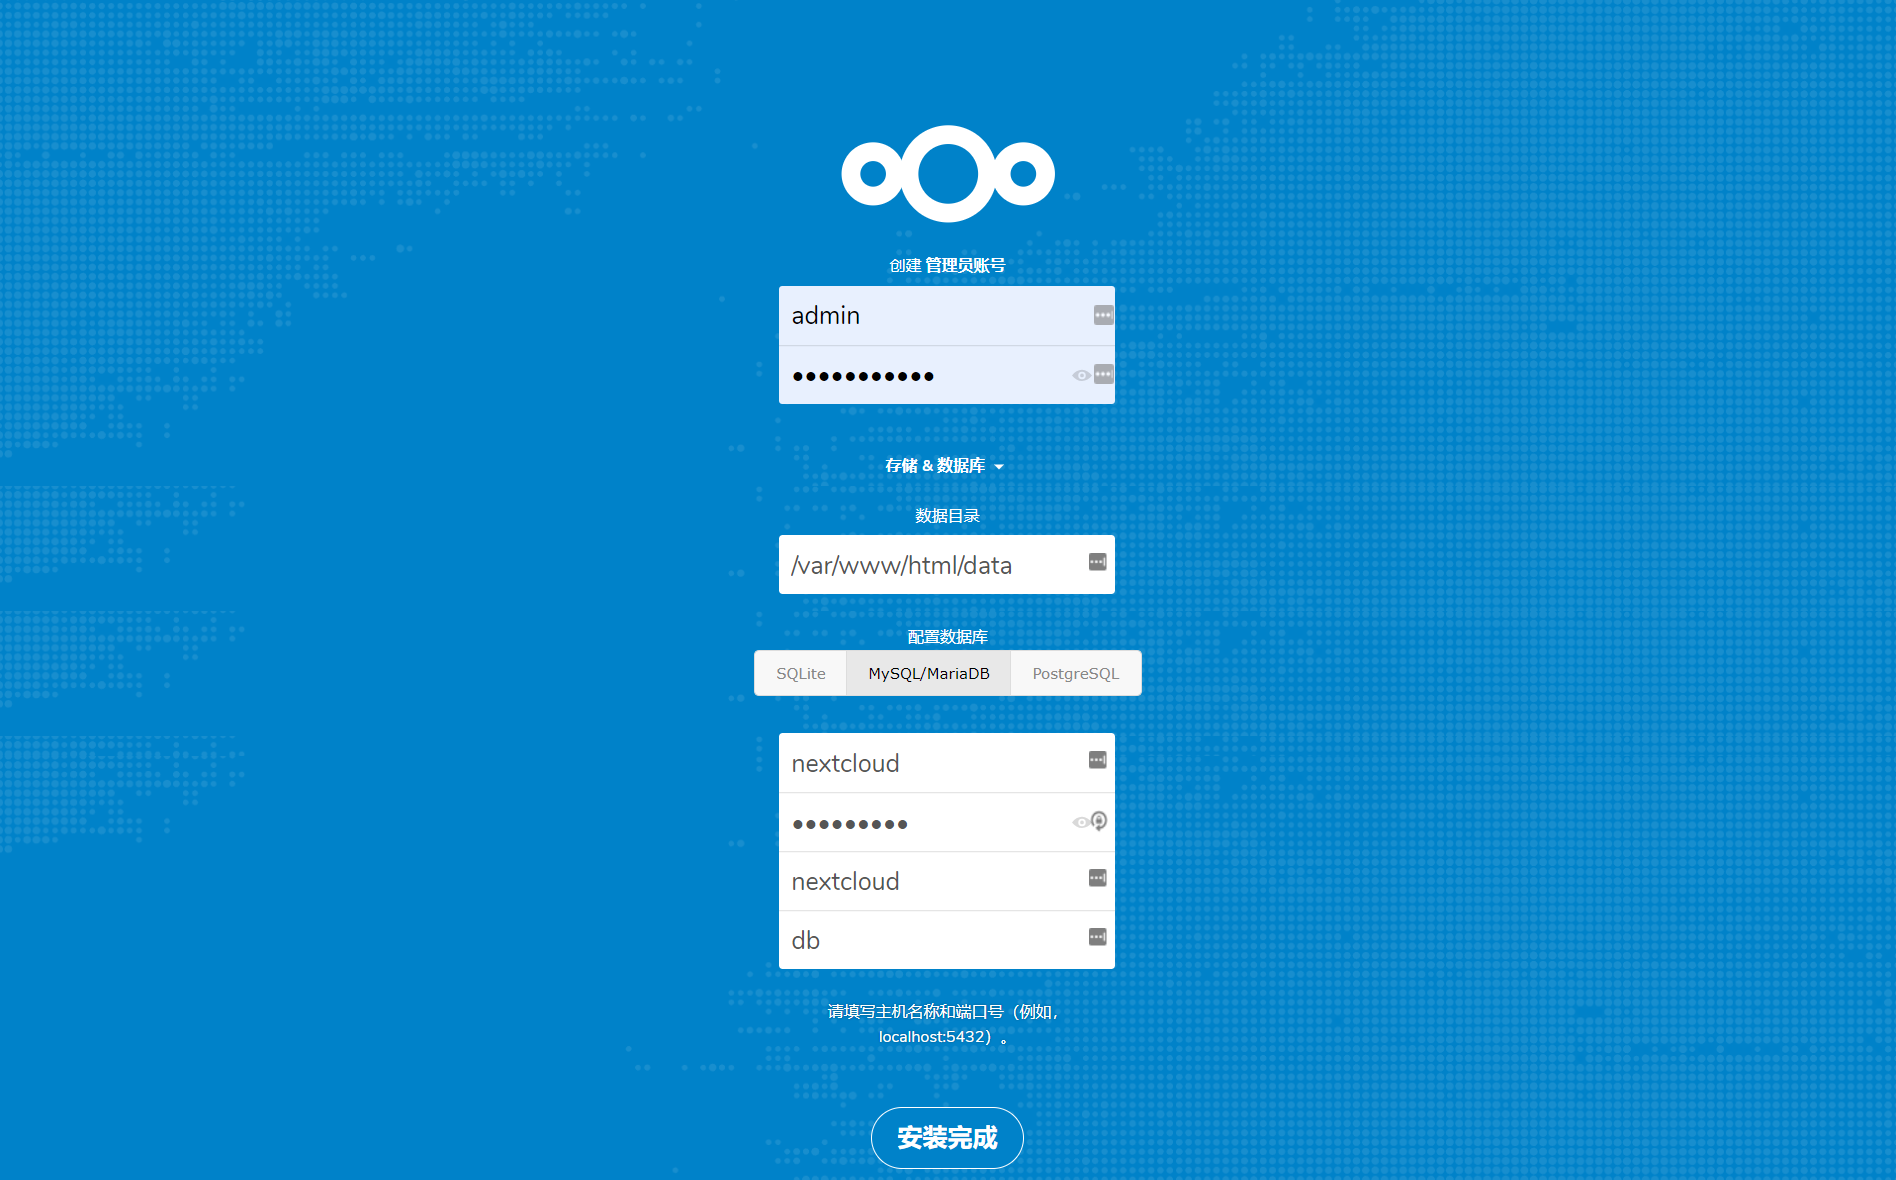 创建 管理员账号
admin
存储 & 数据库
数据目录
/var/www/html/data
配置数据库
SQLite MySQL/MariaDB PostgreSQL
nextcloud
nextcloud
db
请填写主机名称和端口号（例如，
localhost:5432）。
安装完成